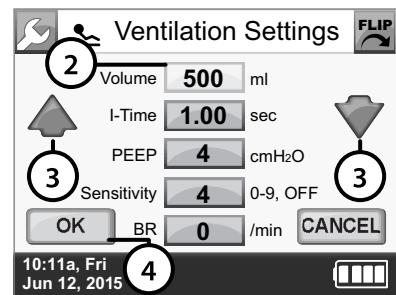 Ventilation Settings
FLIP
2
Volume 500 ml
I-Time 1.00 sec
PEEP 4 cmH2O
3
3
Sensitivity 4 0-9, OFF
OK BR 0 /min CANCEL
4
10:11a, Fri
Jun 12, 2015